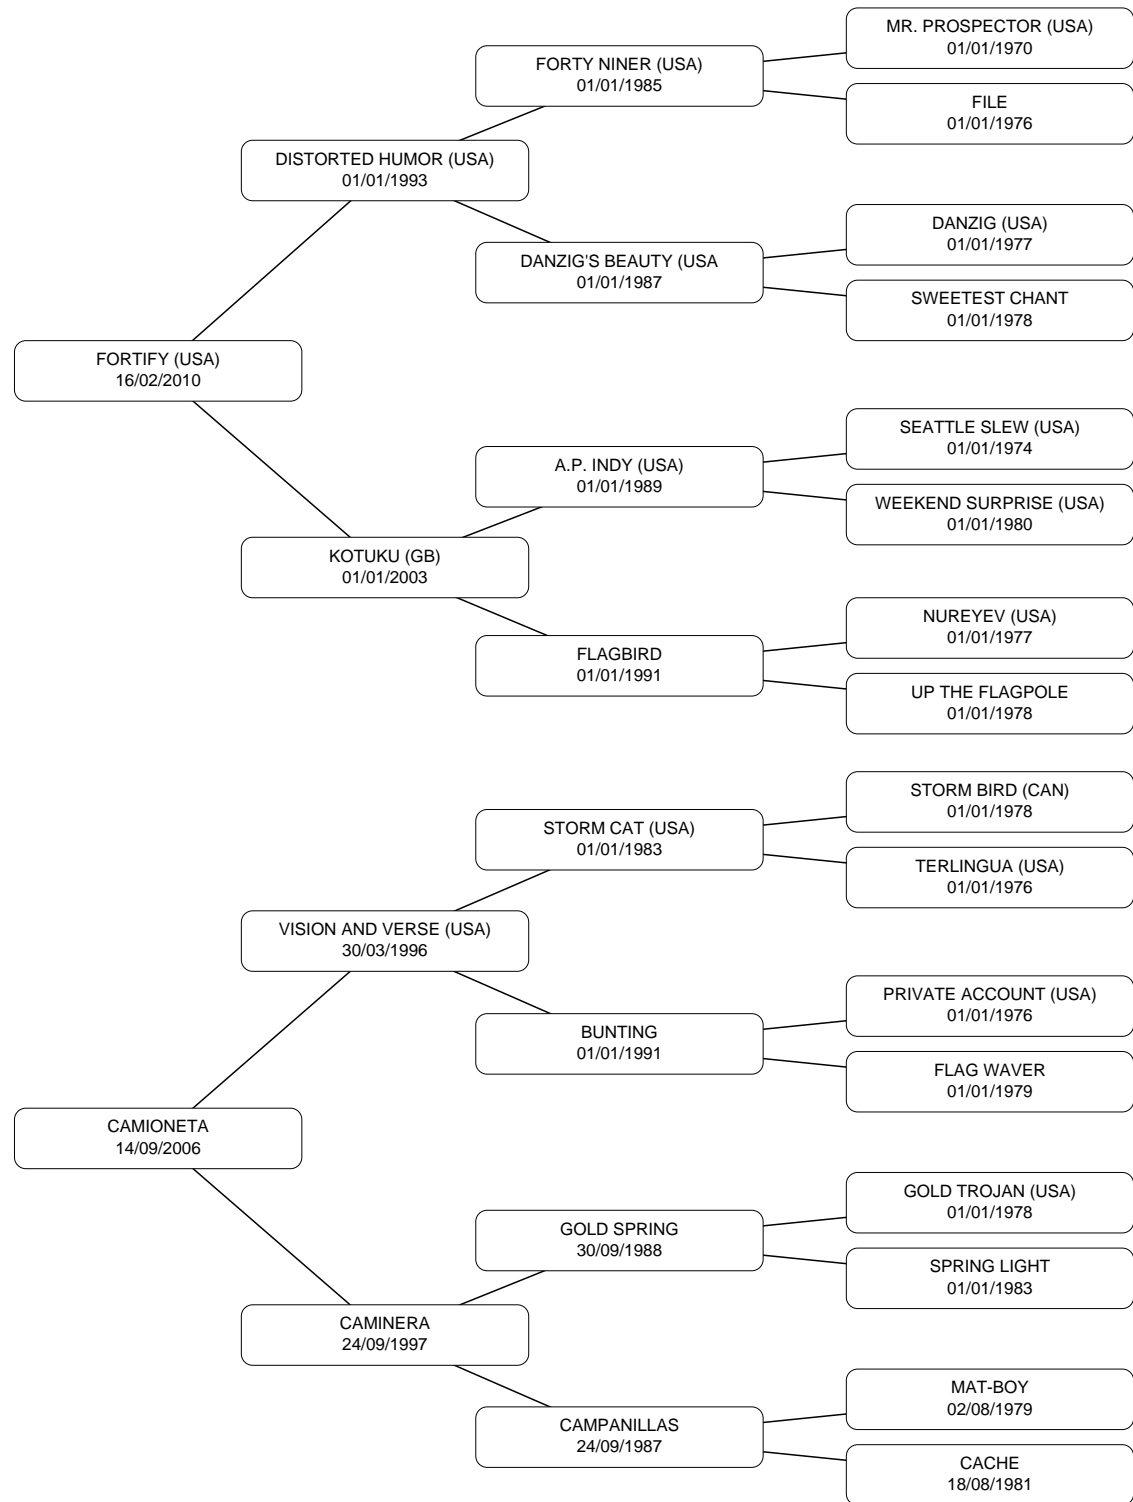 MR. PROSPECTOR (USA)
01/01/1970
FORTY NINER (USA)
01/01/1985
FILE
01/01/1976
DISTORTED HUMOR (USA)
01/01/1993
DANZIG (USA)
01/01/1977
DANZIG'S BEAUTY (USA
01/01/1987
SWEETEST CHANT
01/01/1978
FORTIFY (USA)
16/02/2010
SEATTLE SLEW (USA)
01/01/1974
A.P. INDY (USA)
01/01/1989
WEEKEND SURPRISE (USA)
01/01/1980
KOTUKU (GB)
01/01/2003
NUREYEV (USA)
01/01/1977
FLAGBIRD
01/01/1991
UP THE FLAGPOLE
01/01/1978
STORM BIRD (CAN)
01/01/1978
STORM CAT (USA)
01/01/1983
TERLINGUA (USA)
01/01/1976
VISION AND VERSE (USA)
30/03/1996
PRIVATE ACCOUNT (USA)
01/01/1976
BUNTING
01/01/1991
FLAG WAVER
01/01/1979
CAMIONETA
14/09/2006
GOLD TROJAN (USA)
01/01/1978
GOLD SPRING
30/09/1988
SPRING LIGHT
01/01/1983
CAMINERA
24/09/1997
MAT-BOY
02/08/1979
CAMPANILLAS
24/09/1987
CACHE
18/08/1981